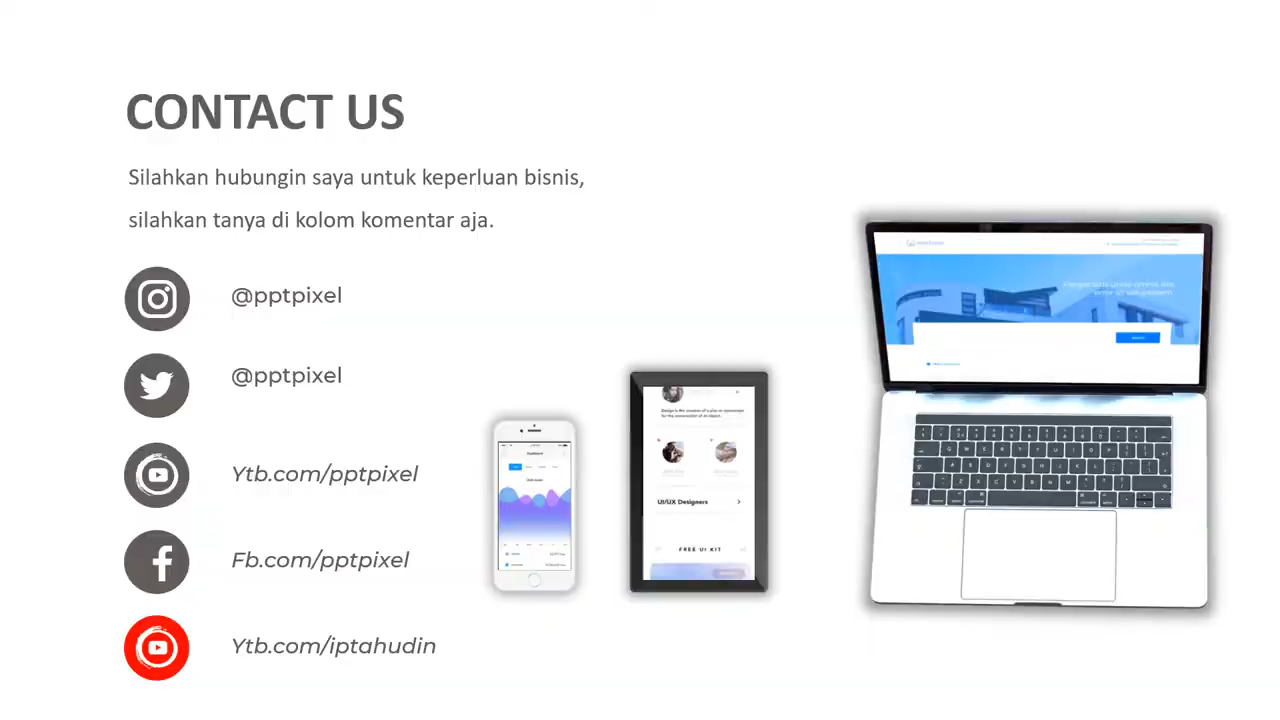 CONTACT US
Silahkan hubungin saya untuk keperluan bisnis,
silahkan tanya di kolom komentar aja.
@pptpixel
@pptpixel
Ytb.com/pptpixel
Fb.com/pptpixel
Ytb.com/iptahudin
UI/UX Designers
FREE UI KIT